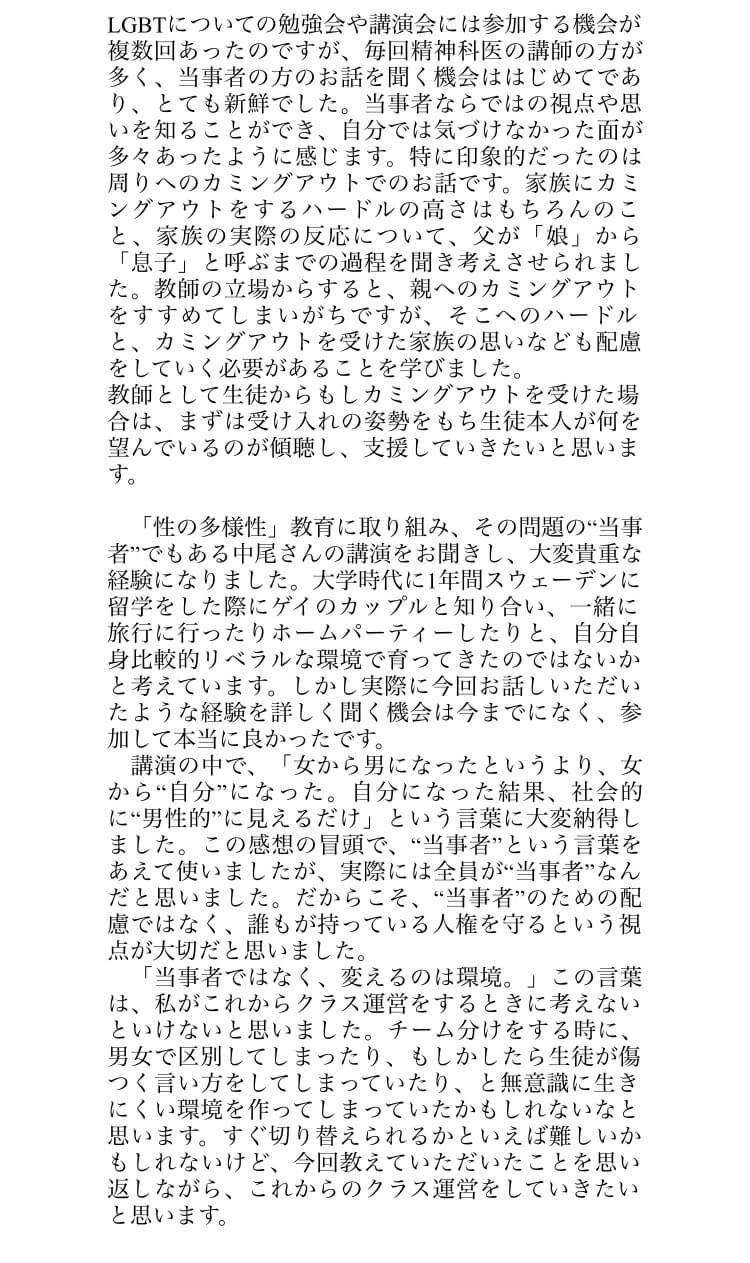 LGBTについての勉強会や講演会には参加する機会が
複数回あったのですが、毎回精神科医の講師の方が
多く、当事者の方のお話を聞く機会ははじめてであ
り、とても新鮮でした。当事者ならではの視点や思
いを知ることができ、自分では気づけなかった面が
多々あったように感じます。特に印象的だったのは
周りへのカミングアウトでのお話です。家族にカミ
ングアウトをするハードルの高さはもちろんのこ
と、家族の実際の反応について、父が「娘」から
「息子」と呼ぶまでの過程を聞き考えさせられまし
た。教師の立場からすると、親へのカミングアウト
をすすめてしまいがちですが、そこへのハードル
と、カミングアウトを受けた家族の思いなども配慮
をしていく必要があることを学びました。
教師として生徒からもしカミングアウトを受けた場
合は、まずは受け入れの姿勢をもち生徒本人が何を
望んでいるのが傾聴し、支援していきたいと思いま
す。
「性の多様性」教育に取り組み、その問題の“当事
者”でもある中尾さんの講演をお聞きし、大変貴重な
経験になりました。大学時代に1年間スウェーデンに
留学をした際にゲイのカップルと知り合い、一緒に
旅行に行ったりホームパーティーしたりと、自分自
身比較的リベラルな環境で育ってきたのではないか
と考えています。しかし実際に今回お話しいただい
たような経験を詳しく聞く機会は今までになく、参
加して本当に良かったです。
講演の中で、「女から男になったというより、女
から“自分”になった。自分になった結果、社会的
に“男性的”に見えるだけ」という言葉に大変納得し
ました。この感想の冒頭で、“当事者”という言葉を
あえて使いましたが、実際には全員が“当事者”なん
だと思いました。だからこそ、“当事者”のための配
慮ではなく、誰もが持っている人権を守るという視
点が大切だと思いました。
「当事者ではなく、変えるのは環境。」この言葉
は、私がこれからクラス運営をするときに考えない
といけないと思いました。チーム分けをする時に、
男女で区別してしまったり、もしかしたら生徒が傷
つく言い方をしてしまっていたり、と無意識に生き
にくい環境を作ってしまっていたかもしれないなと
思います。すぐ切り替えられるかといえば難しいか
もしれないけど、今回教えていただいたことを思い
返しながら、これからのクラス運営をしていきたい
と思います。